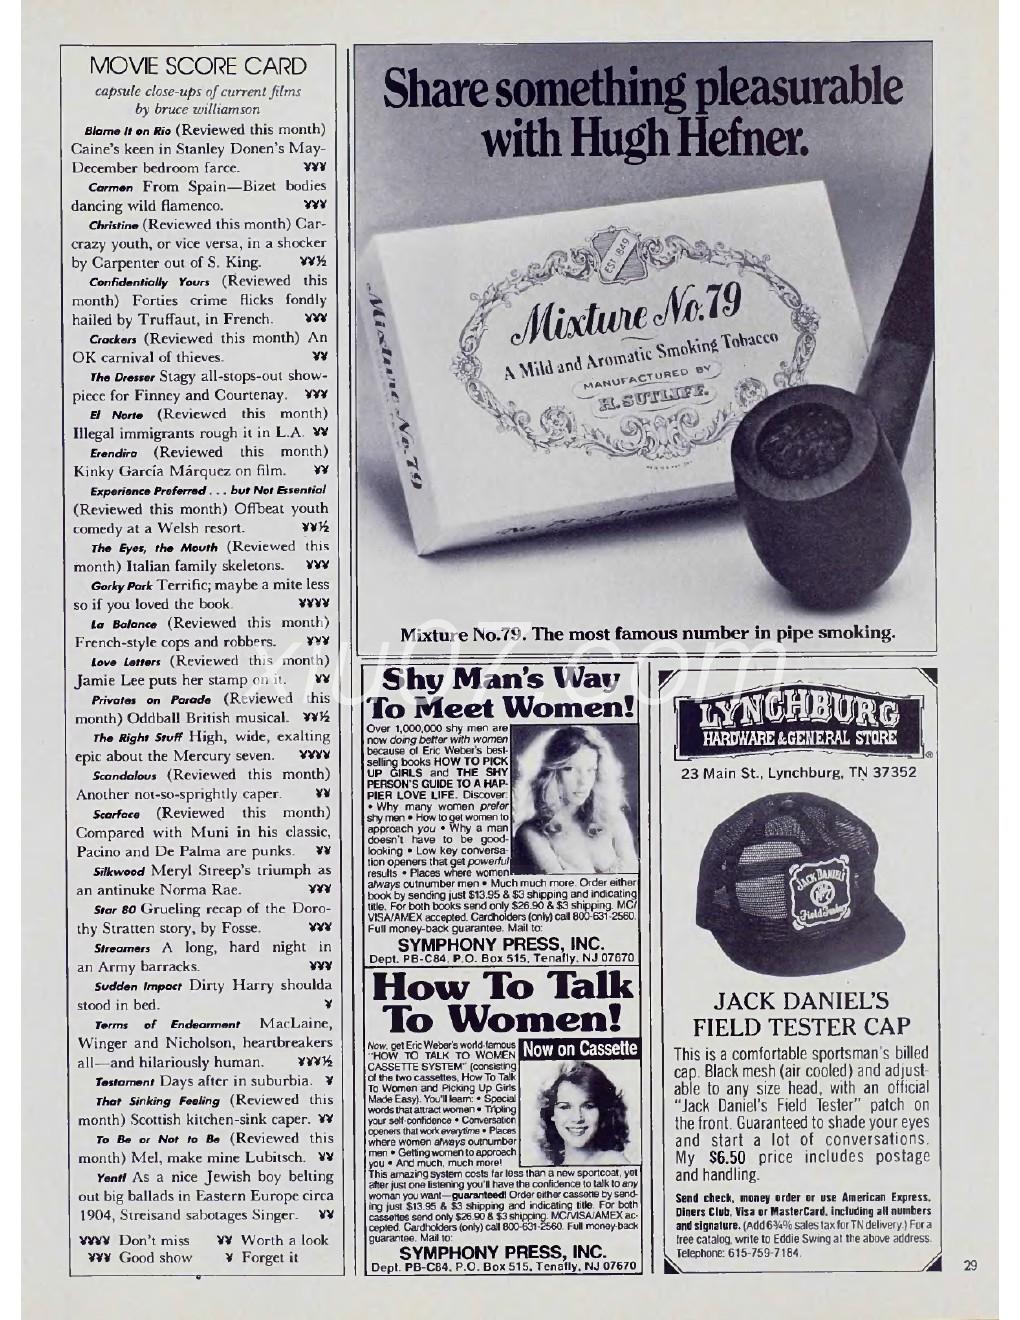 MOVIE SCORE CARD
capsule close-ups of current films
by bruce williamson
Blame It on Rio (Reviewed this month)
Caine's keen in Stanley Donen's May-
December bedroom farce. ¥¥¥
Carmen From Spain—Bizet bodies
dancing wild flamenco. ¥¥¥
Christine (Reviewed this month) Car-
crazy youth, or vice versa, in a shocker
by Carpenter out of S. King. ¥¥½
Confidentially Yours (Reviewed this
month) Forties crime flicks fondly
hailed by Truffaut, in French. ¥¥¥
Crackers (Reviewed this month) An
OK carnival of thieves. ¥¥
The Dresser Stagy all-stops-out show-
piece for Finney and Courtenay. ¥¥¥
El Norte (Reviewed this month)
Illegal immigrants rough it in L.A. ¥¥
Erendira (Reviewed this month)
Kinky García Márquez on film. ¥¥
Experience Preferred . . . but Not Essential
(Reviewed this month) Offbeat youth
comedy at a Welsh resort. ¥¥½
The Eyes, the Mouth (Reviewed this
month) Italian family skeletons. ¥¥¥
Gorky Park Terrific; maybe a mite less
so if you loved the book. ¥¥¥¥
La Balance (Reviewed this month)
French-style cops and robbers. ¥¥¥
Love Letters (Reviewed this month)
Jamie Lee puts her stamp on it. ¥¥
Privates on Parade (Reviewed this
month) Oddball British musical. ¥¥½
The Right Stuff High, wide, exalting
epic about the Mercury seven. ¥¥¥¥
Scandalous (Reviewed this month)
Another not-so-sprightly caper. ¥¥
Scarface (Reviewed this month)
Compared with Muni in his classic,
Pacino and De Palma are punks. ¥¥
Silkwood Meryl Streep's triumph as
an antinuke Norma Rae. ¥¥¥
Star 80 Grueling recap of the Doro-
thy Stratten story, by Fosse. ¥¥¥
Streamers A long, hard night in
an Army barracks. ¥¥¥
Sudden Impact Dirty Harry shoulda
stood in bed. ¥
Terms of Endearment MacLaine,
Winger and Nicholson, heartbreakers
all—and hilariously human. ¥¥¥½
Testament Days after in suburbia. ¥
That Sinking Feeling (Reviewed this
month) Scottish kitchen-sink caper. ¥¥
To Be or Not to Be (Reviewed this
month) Mel, make mine Lubitsch. ¥¥
Yentl As a nice Jewish boy belting
out big ballads in Eastern Europe circa
1904, Streisand sabotages Singer. ¥¥
¥¥¥¥ Don't miss ¥¥ Worth a look
¥¥¥ Good show ¥ Forget it
Share something pleasurable
with Hugh Hefner.
EST. 1849
Mixture No.79
A Mild and Aromatic Smoking Tobacco
MANUFACTURED BY
H. SUTLIFF.
Mixture No.79
Mixture No.79. The most famous number in pipe smoking.
Shy Man's Way
To Meet Women!
Over 1,000,000 shy men are
now doing better with women
because of Eric Weber's best-
selling books HOW TO PICK
UP GIRLS and THE SHY
PERSON'S GUIDE TO A HAP-
PIER LOVE LIFE. Discover:
• Why many women prefer
shy men • How to get women to
approach you • Why a man
doesn't have to be good-
looking • Low key conversa-
tion openers that get powerful
results • Places where women
always outnumber men • Much much more. Order either
book by sending just $13.95 & $3 shipping and indicating
title. For both books send only $26.90 & $3 shipping. MC/
VISA/AMEX accepted. Cardholders (only) call 800-631-2560.
Full money-back guarantee. Mail to:
SYMPHONY PRESS, INC.
Dept. PB-C84, P.O. Box 515, Tenafly, NJ 07670
How To Talk
To Women!
Now on Cassette
Now, get Eric Weber's world-famous
"HOW TO TALK TO WOMEN
CASSETTE SYSTEM" (consisting
of the two cassettes, How To Talk
To Women and Picking Up Girls
Made Easy). You'll learn: • Special
words that attract women • Tripling
your self-confidence • Conversation
openers that work everytime • Places
where women always outnumber
men • Getting women to approach
you • And much, much more!
This amazing system costs far less than a new sportcoat, yet
after just one listening you'll have the confidence to talk to any
woman you want—guaranteed! Order either cassette by send-
ing just $13.95 & $3 shipping and indicating title. For both
cassettes send only $26.90 & $3 shipping. MC/VISA/AMEX ac-
cepted. Cardholders (only) call 800-631-2560. Full money-back
guarantee. Mail to:
SYMPHONY PRESS, INC.
Dept. PB-C84, P.O. Box 515, Tenafly, NJ 07670
LYNCHBURG
HARDWARE & GENERAL STORE
®
23 Main St., Lynchburg, TN 37352
JACK DANIEL'S
Field Tester
JACK DANIEL'S
FIELD TESTER CAP
This is a comfortable sportsman's billed
cap. Black mesh (air cooled) and adjust-
able to any size head, with an official
"Jack Daniel's Field Tester" patch on
the front. Guaranteed to shade your eyes
and start a lot of conversations.
My $6.50 price includes postage
and handling.
Send check, money order or use American Express,
Diners Club, Visa or MasterCard, including all numbers
and signature. (Add 6¾% sales tax for TN delivery.) For a
free catalog, write to Eddie Swing at the above address.
Telephone: 615-759-7184.
29